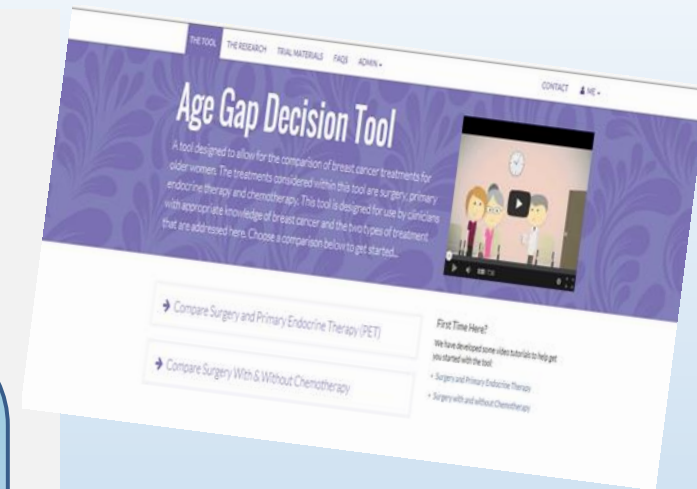 THE TOOL THE RESEARCH TRIAL MATERIALS FAQS ADMIN
CONTACT ME
Age Gap Decision Tool
A tool designed to allow for the comparison of breast cancer treatments for
older women. The treatments considered within this tool are surgery, primary
endocrine therapy and chemotherapy. This tool is designed for use by clinicians
with appropriate knowledge of breast cancer and the two types of treatment
that are addressed here. Choose a comparison below to get started...
Compare Surgery and Primary Endocrine Therapy (PET)
Compare Surgery With & Without Chemotherapy
First Time Here?
We have developed some video tutorials to help get
you started with the tool:
• Surgery and Primary Endocrine Therapy
• Surgery with and without Chemotherapy